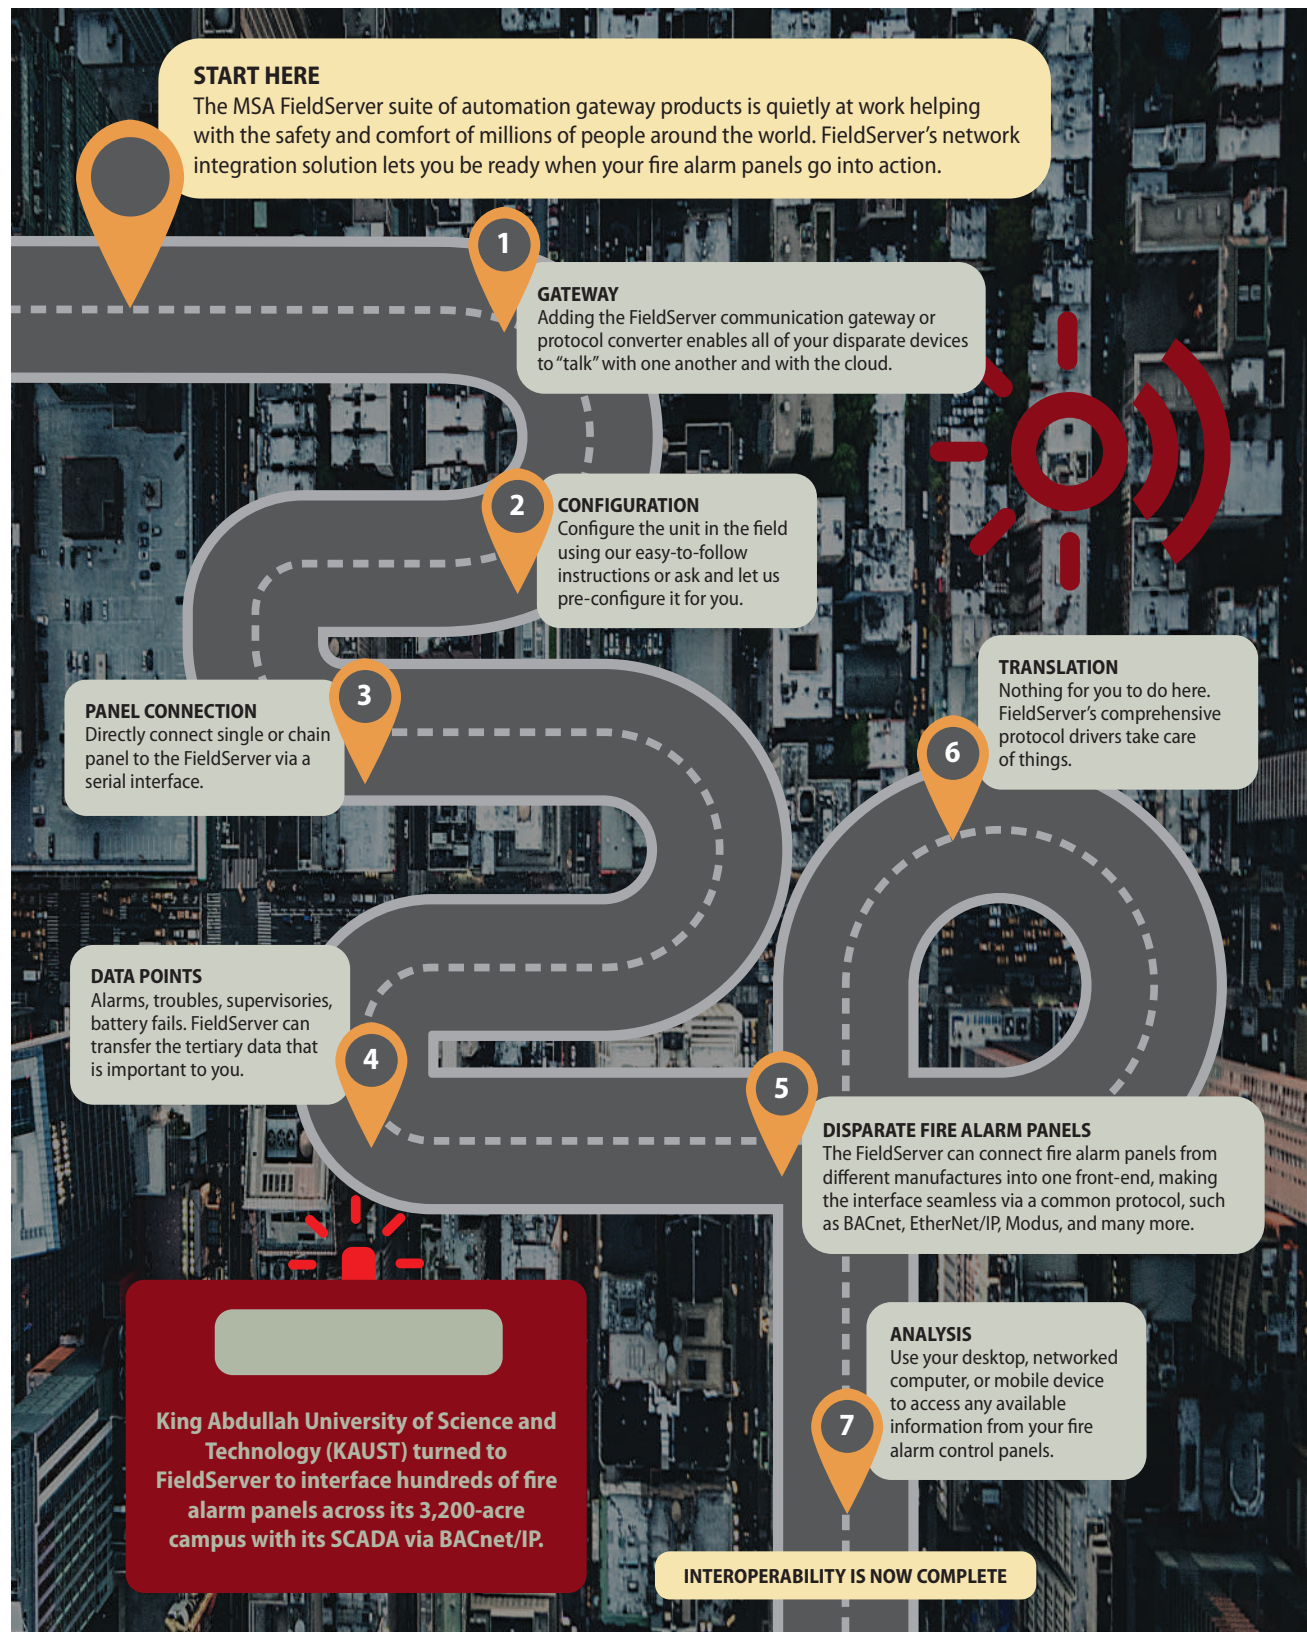 START HERE
The MSA FieldServer suite of automation gateway products is quietly at work helping
with the safety and comfort of millions of people around the world. FieldServer’s network
integration solution lets you be ready when your fire alarm panels go into action.
1
GATEWAY
Adding the FieldServer communication gateway or
protocol converter enables all of your disparate devices
to “talk” with one another and with the cloud.
2
CONFIGURATION
Configure the unit in the field
using our easy-to-follow
instructions or ask and let us
pre-configure it for you.
3
PANEL CONNECTION
Directly connect single or chain
panel to the FieldServer via a
serial interface.
4
DATA POINTS
Alarms, troubles, supervisories,
battery fails. FieldServer can
transfer the tertiary data that
is important to you.
5
DISPARATE FIRE ALARM PANELS
The FieldServer can connect fire alarm panels from
different manufactures into one front-end, making
the interface seamless via a common protocol, such
as BACnet, EtherNet/IP, Modus, and many more.
6
TRANSLATION
Nothing for you to do here.
FieldServer’s comprehensive
protocol drivers take care
of things.
7
ANALYSIS
Use your desktop, networked
computer, or mobile device
to access any available
information from your fire
alarm control panels.
King Abdullah University of Science and
Technology (KAUST) turned to
FieldServer to interface hundreds of fire
alarm panels across its 3,200-acre
campus with its SCADA via BACnet/IP.
INTEROPERABILITY IS NOW COMPLETE